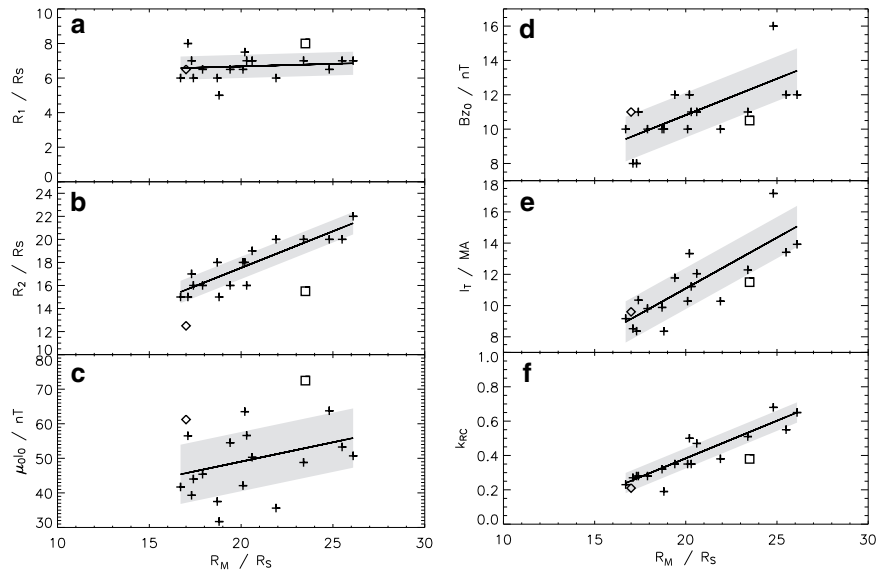 a
R1 / Rs
10
8
6
4
2
0
b
R2 / Rs
24
22
20
18
16
14
12
10
c
μ0I0 / nT
80
70
60
50
40
30
10 15 20 25 30
RM / RS
d
Bz0 / nT
16
14
12
10
8
e
IT / MA
18
16
14
12
10
8
f
kRC
1.0
0.8
0.6
0.4
0.2
0.0
10 15 20 25 30
RM / RS